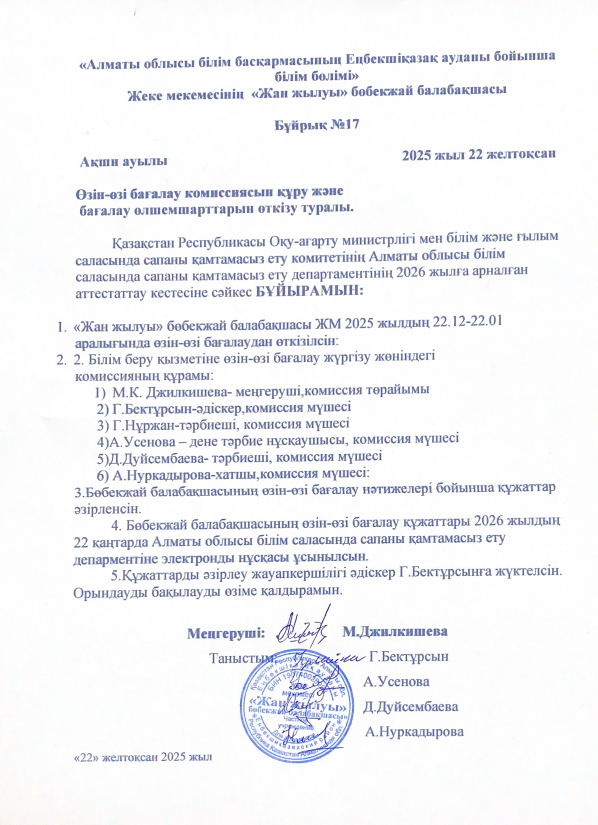 «Алматы облысы білім басқармасының Еңбекшіқазақ ауданы бойынша
білім бөлімі»
Жеке мекемесінің «Жан жылуы» бөбекжай балабақшасы
Бұйрық №17
Ақши ауылы 2025 жыл 22 желтоқсан
Өзін-өзі бағалау комиссиясын құру және
бағалау өлшемшарттарын өткізу туралы.
Қазақстан Республикасы Оқу-ағарту министрлігі мен білім және ғылым
саласында сапаны қамтамасыз ету комитетінің Алматы облысы білім
саласында сапаны қамтамасыз ету департаментінің 2026 жылға арналған
аттестаттау кестесіне сәйкес БҰЙЫРАМЫН:
1. «Жан жылуы» бөбекжай балабақшасы ЖМ 2025 жылдың 22.12-22.01
аралығында өзін-өзі бағалаудан өткізілсін:
2. 2. Білім беру қызметіне өзін-өзі бағалау жүргізу жөніндегі
комиссияның құрамы:
1) М.К. Джилкишева- меңгеруші,комиссия төрайымы
2) Г.Бектұрсын-әдіскер,комиссия мүшесі
3) Г.Нұржан-тәрбиеші, комиссия мүшесі
4)А.Усенова – дене тәрбие нұсқаушысы, комиссия мүшесі
5)Д.Дуйсембаева- тәрбиеші, комиссия мүшесі
6) А.Нуркадырова-хатшы,комиссия мүшесі:
3.Бөбекжай балабақшасының өзін-өзі бағалау нәтижелері бойынша құжаттар
әзірленсін.
4. Бөбекжай балабақшасының өзін-өзі бағалау құжаттары 2026 жылдың
22 қаңтарда Алматы облысы білім саласында сапаны қамтамасыз ету
депарментіне электронды нұсқасы ұсынылсын.
5.Құжаттарды әзірлеу жауапкершілігі әдіскер Г.Бектұрсынға жүктелсін.
Орындауды бақылауды өзіме қалдырамын.
Меңгеруші: М.Джилкишева
Таныстым: Г.Бектұрсын
А.Усенова
Д.Дуйсембаева
А.Нуркадырова
«Жан жылуы»
бөбекжай-балабақшасы»
«22» желтоқсан 2025 жыл